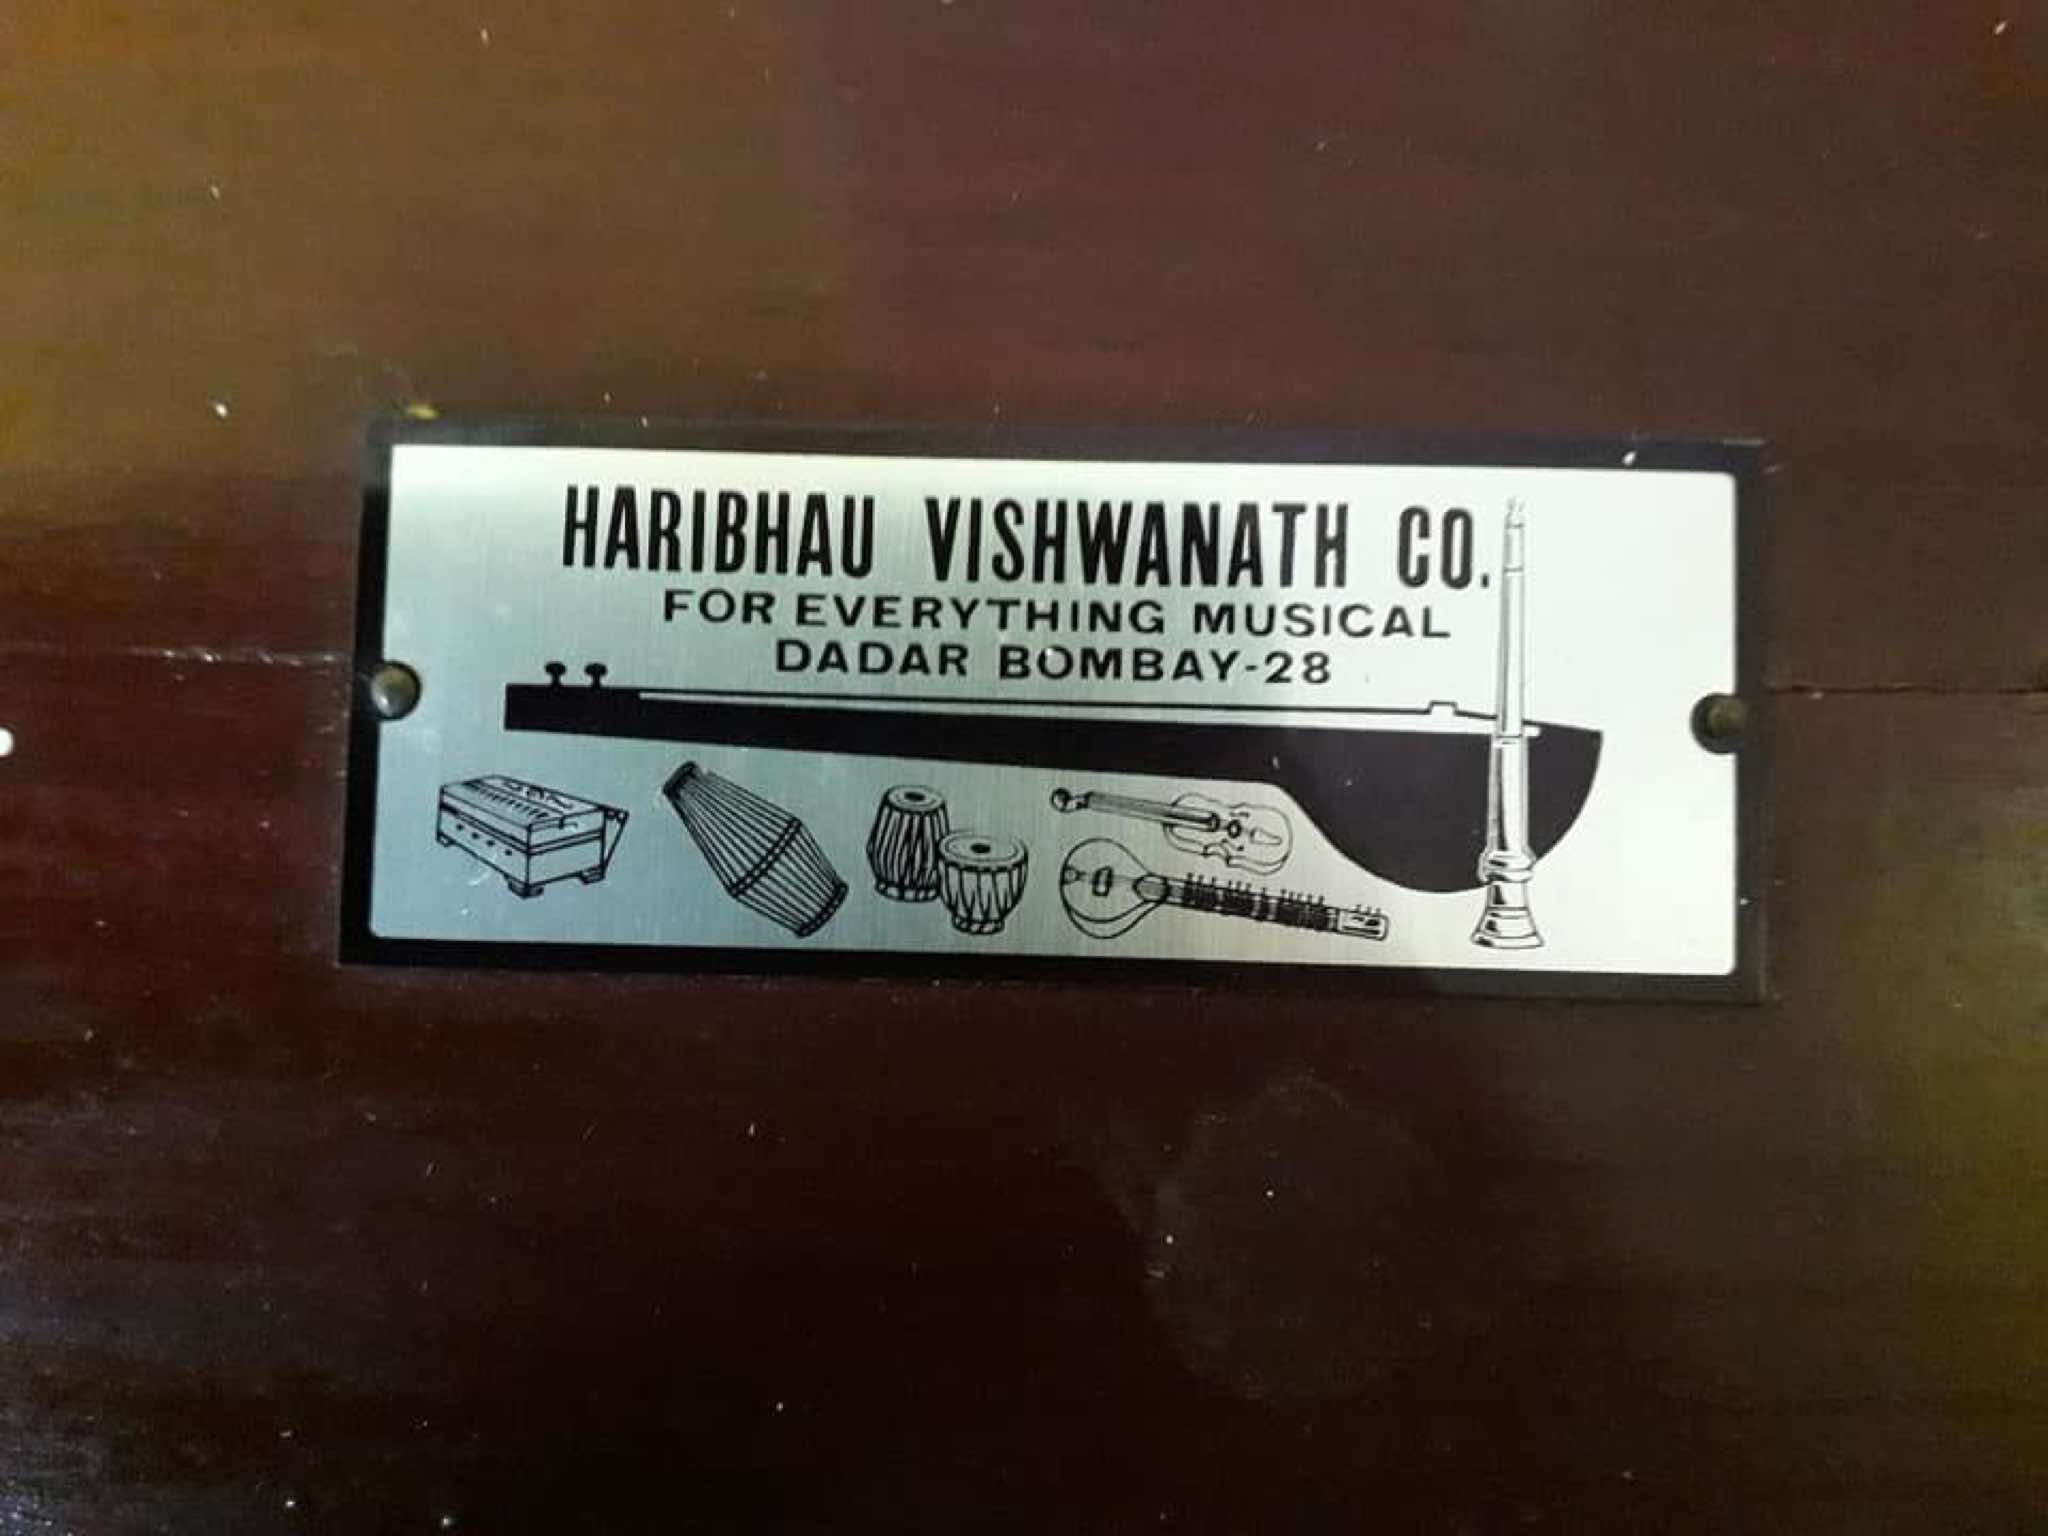 HARIBHAU VISHWANATH CO.
FOR EVERYTHING MUSICAL
DADAR BOMBAY-28